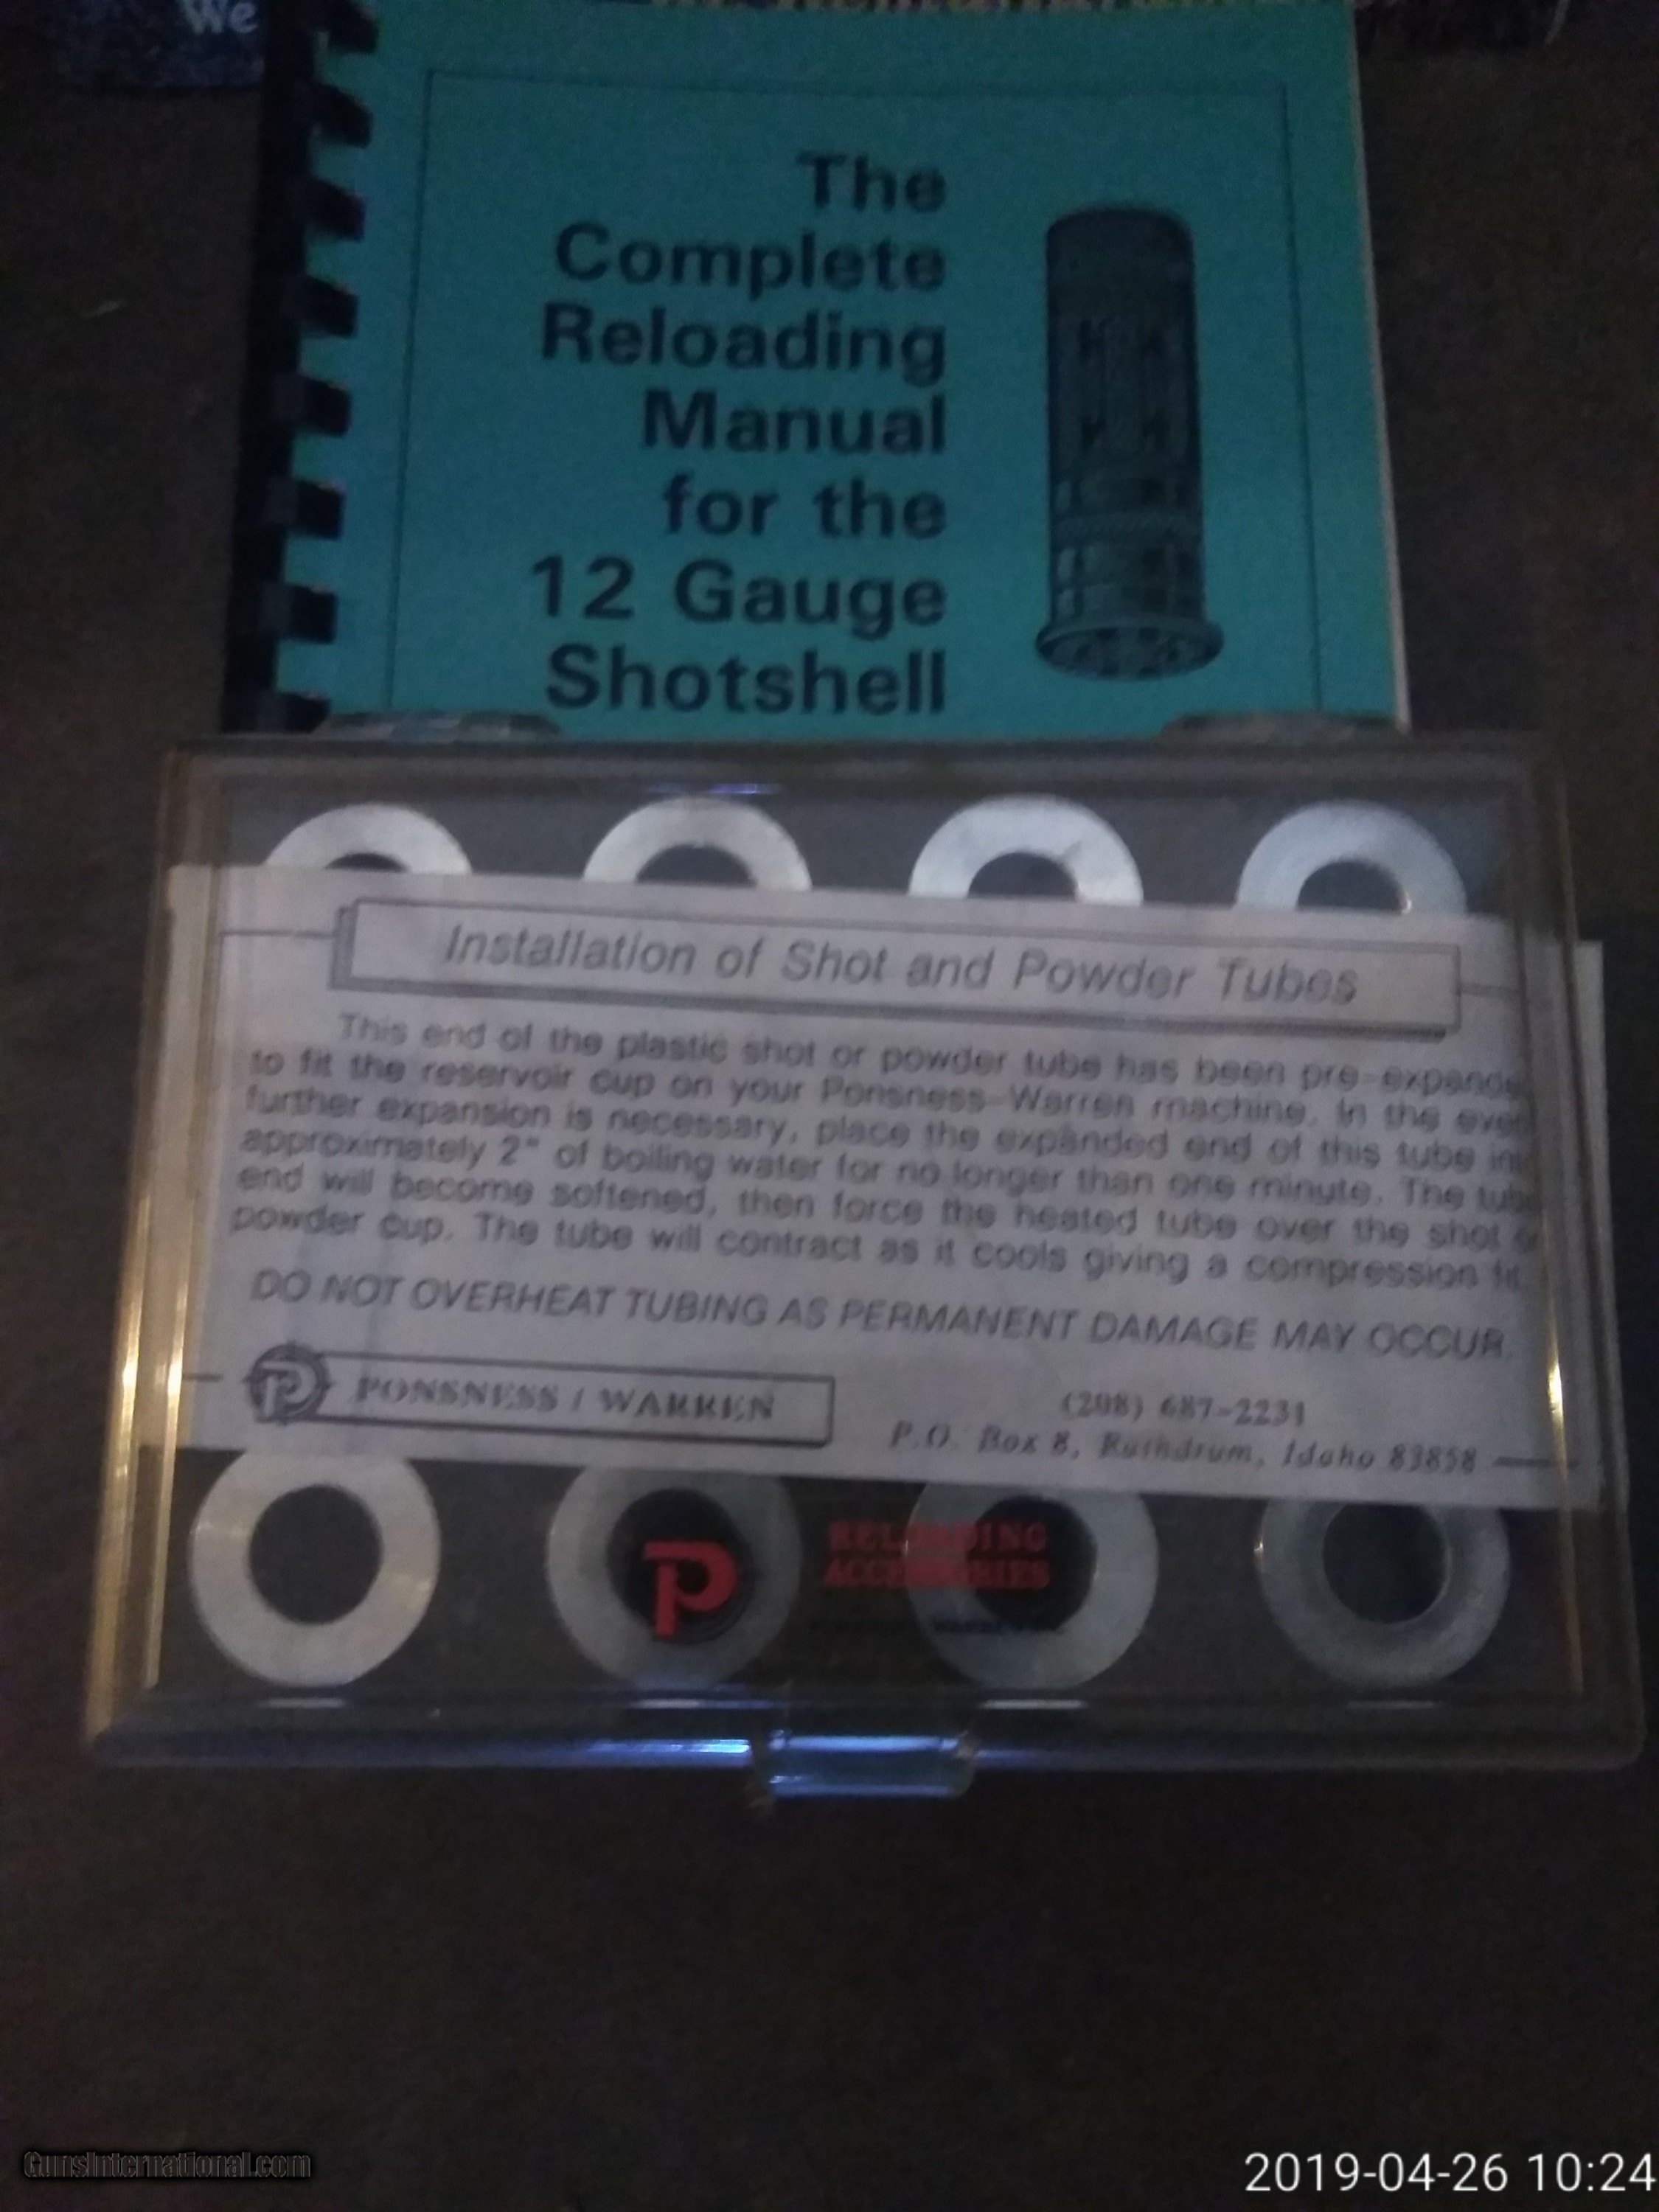 We
The
Complete
Reloading
Manual
for the
12 Gauge
Shotshell
Installation of Shot and Powder Tubes
This end of the plastic shot or powder tube has been pre-expande
to fit the reservoir cup on your Ponsness-Warren machine. In the even
further expansion is necessary, place the expanded end of this tube in
approximately 2" of boiling water for no longer than one minute. The tube
end will become softened, then force the heated tube over the shot o
powder cup. The tube will contract as it cools giving a compression fit.
DO NOT OVERHEAT TUBING AS PERMANENT DAMAGE MAY OCCUR.
P PONSNESS / WARREN
(208) 687-2231
P.O. Box 8, Rathdrum, Idaho 83858
P
RELOADING
ACCESSORIES
GunsInternational.com
2019-04-26 10:24